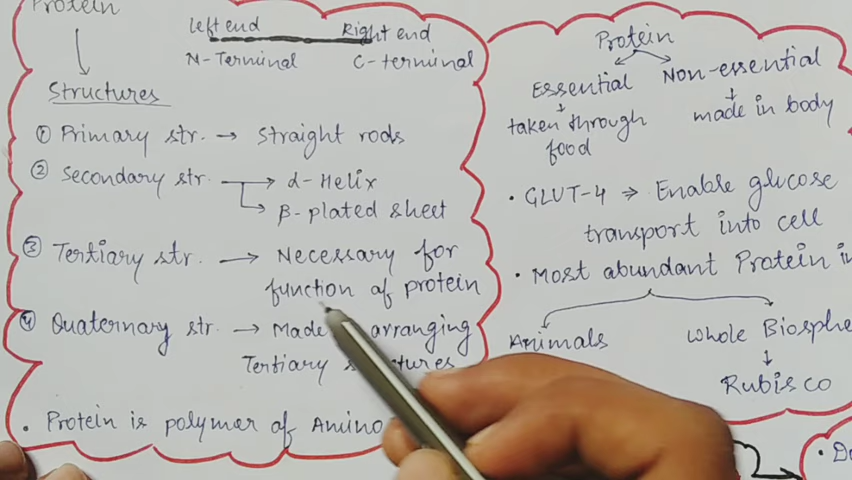 Protein
Left end Right end
N-Terminal C-terminal
Structures
① Primary str. → Straight rods
② Secondary str. → α-Helix
→ β-plated sheet
③ Tertiary str. → Necessary for
function of protein
④ Quaternary str. → Made arranging
Tertiary
• Protein is polymer of Amino
Protein
Essential Non-essential
taken through made in body
food
• GLUT-4 ⇒ Enable glucose
transport into cell
• Most abundant Protein in
Animals Whole Biosphe
Rubisco